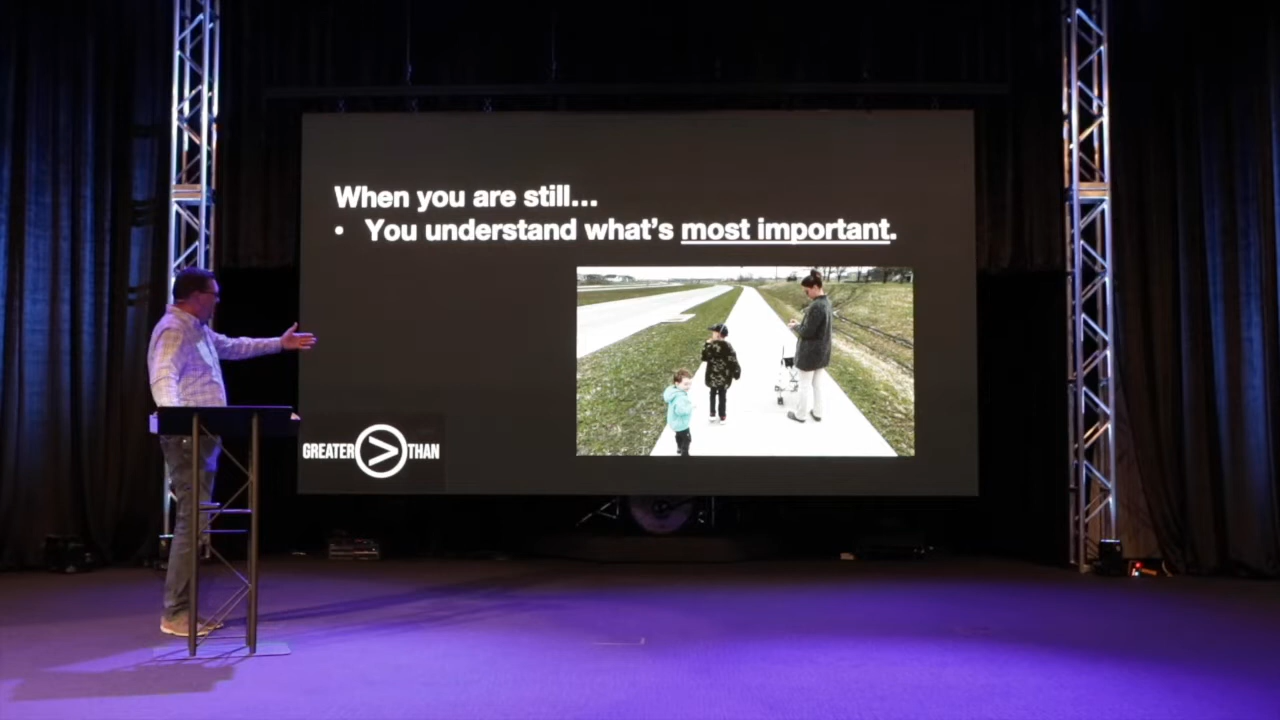 When you are still...
• You understand what's most important.
GREATER > THAN